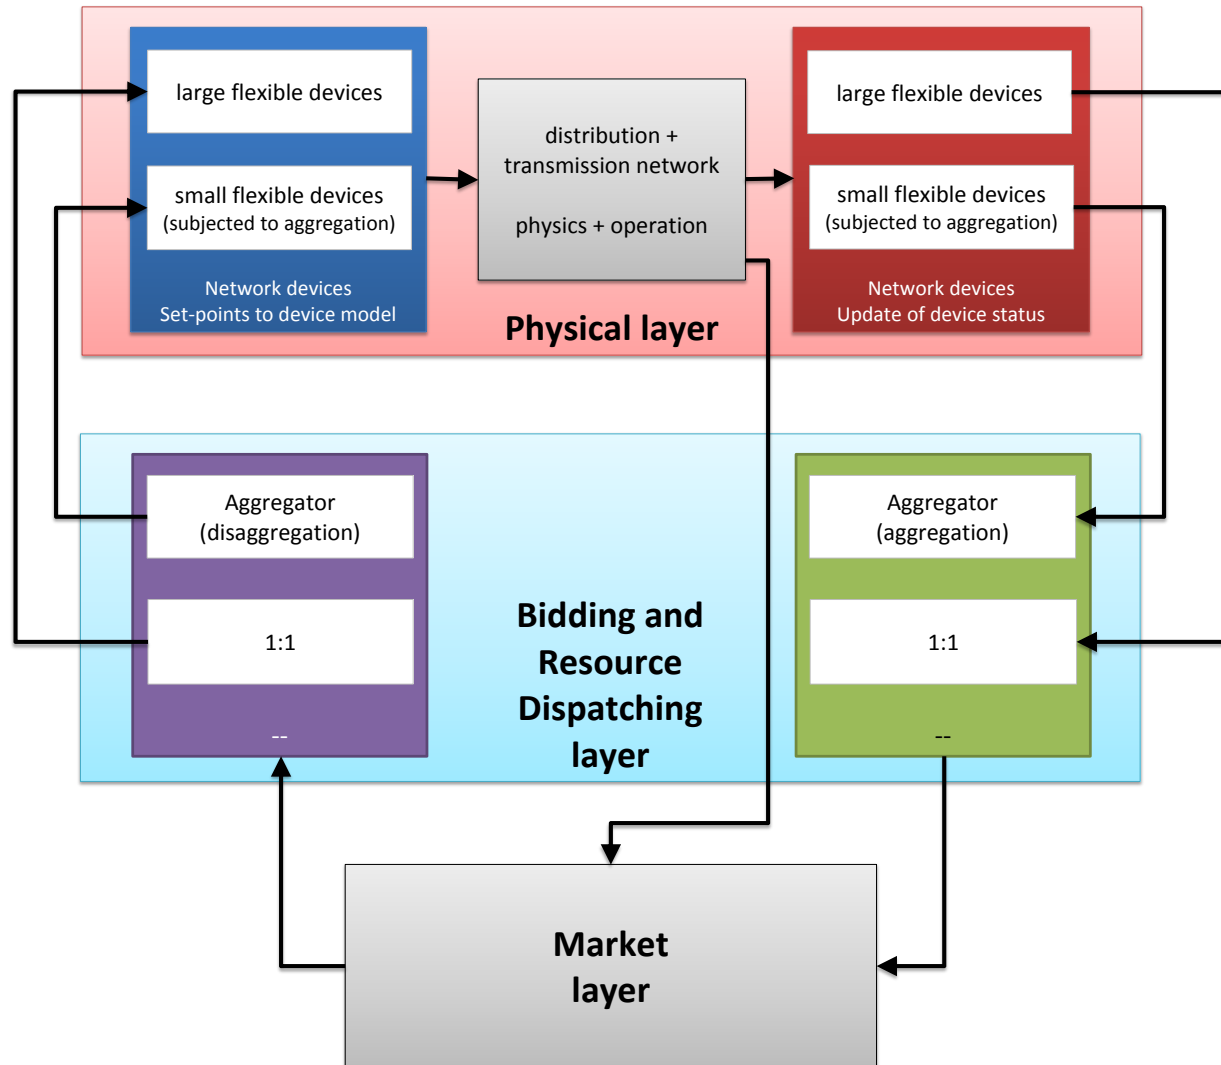 large flexible devices
small flexible devices
(subjected to aggregation)
Network devices
Set-points to device model
distribution +
transmission network
physics + operation
large flexible devices
small flexible devices
(subjected to aggregation)
Network devices
Update of device status
Physical layer
Aggregator
(disaggregation)
1:1
--
Bidding and
Resource
Dispatching
layer
Aggregator
(aggregation)
1:1
--
Market
layer